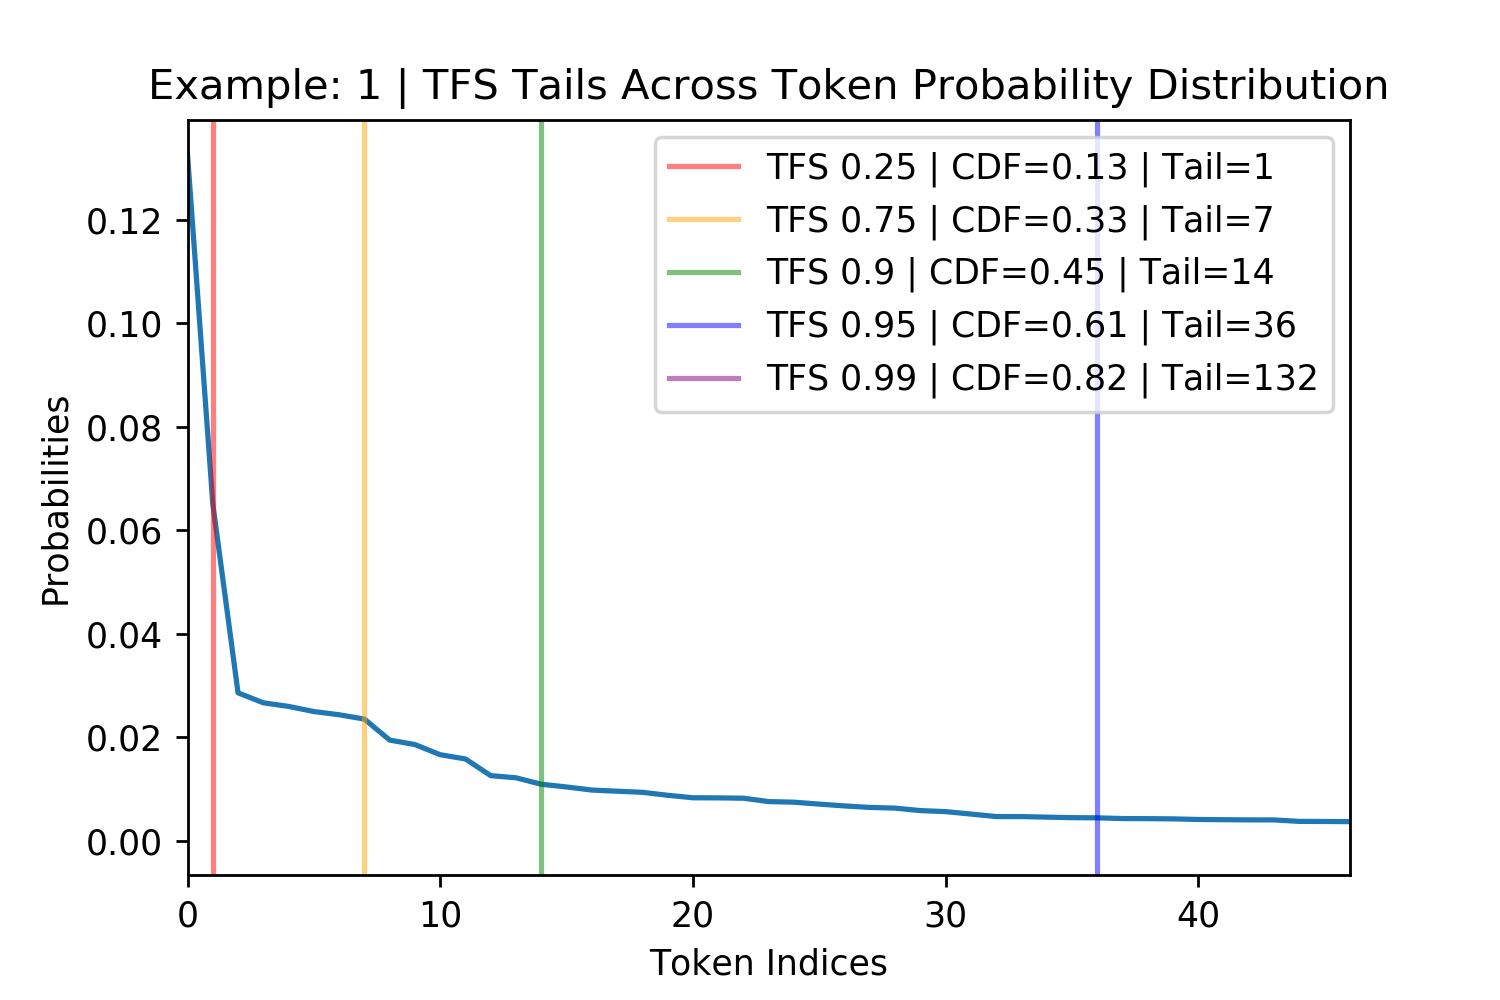 Example: 1 | TFS Tails Across Token Probability Distribution
TFS 0.25 | CDF=0.13 | Tail=1
TFS 0.75 | CDF=0.33 | Tail=7
TFS 0.9 | CDF=0.45 | Tail=14
TFS 0.95 | CDF=0.61 | Tail=36
TFS 0.99 | CDF=0.82 | Tail=132
Probabilities
0.12
0.10
0.08
0.06
0.04
0.02
0.00
0 10 20 30 40
Token Indices